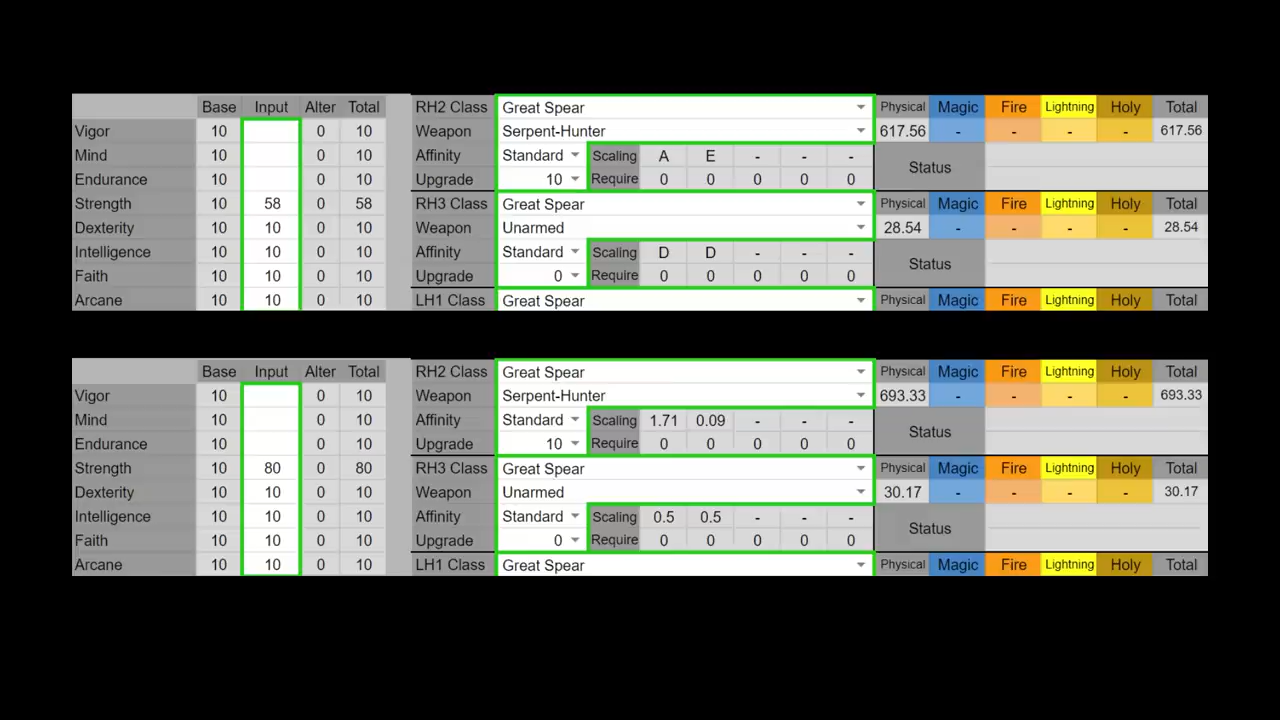 Base Input Alter Total RH2 Class Great Spear Physical Magic Fire Lightning Holy Total
Vigor 10 0 10 Weapon Serpent-Hunter 617.56 - - - - 617.56
Mind 10 0 10 Affinity Standard Scaling A E - - - Status
Endurance 10 0 10 Upgrade 10 Require 0 0 0 0 0
Strength 10 58 0 58 RH3 Class Great Spear Physical Magic Fire Lightning Holy Total
Dexterity 10 10 0 10 Weapon Unarmed 28.54 - - - - 28.54
Intelligence 10 10 0 10 Affinity Standard Scaling D D - - - Status
Faith 10 10 0 10 Upgrade 0 Require 0 0 0 0 0
Arcane 10 10 0 10 LH1 Class Great Spear Physical Magic Fire Lightning Holy Total
Base Input Alter Total RH2 Class Great Spear Physical Magic Fire Lightning Holy Total
Vigor 10 0 10 Weapon Serpent-Hunter 693.33 - - - - 693.33
Mind 10 0 10 Affinity Standard Scaling 1.71 0.09 - - - Status
Endurance 10 0 10 Upgrade 10 Require 0 0 0 0 0
Strength 10 80 0 80 RH3 Class Great Spear Physical Magic Fire Lightning Holy Total
Dexterity 10 10 0 10 Weapon Unarmed 30.17 - - - - 30.17
Intelligence 10 10 0 10 Affinity Standard Scaling 0.5 0.5 - - - Status
Faith 10 10 0 10 Upgrade 0 Require 0 0 0 0 0
Arcane 10 10 0 10 LH1 Class Great Spear Physical Magic Fire Lightning Holy Total